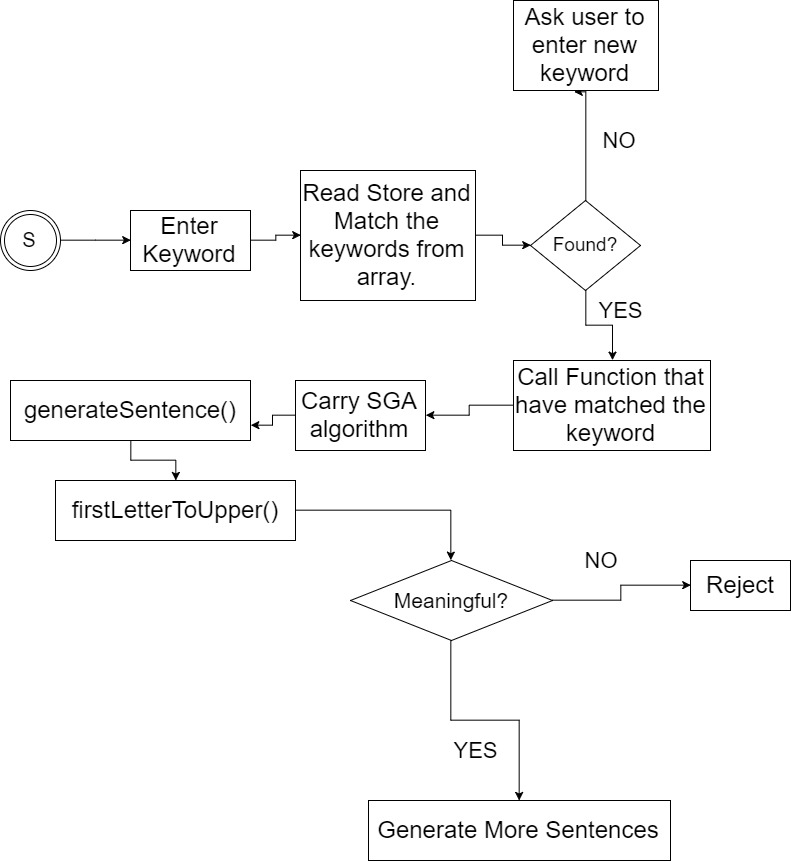 Ask user to
enter new
keyword
NO
S
Enter
Keyword
Read Store and
Match the
keywords from
array.
Found?
YES
Call Function that
have matched the
keyword
Carry SGA
algorithm
generateSentence()
firstLetterToUpper()
Meaningful?
NO
Reject
YES
Generate More Sentences